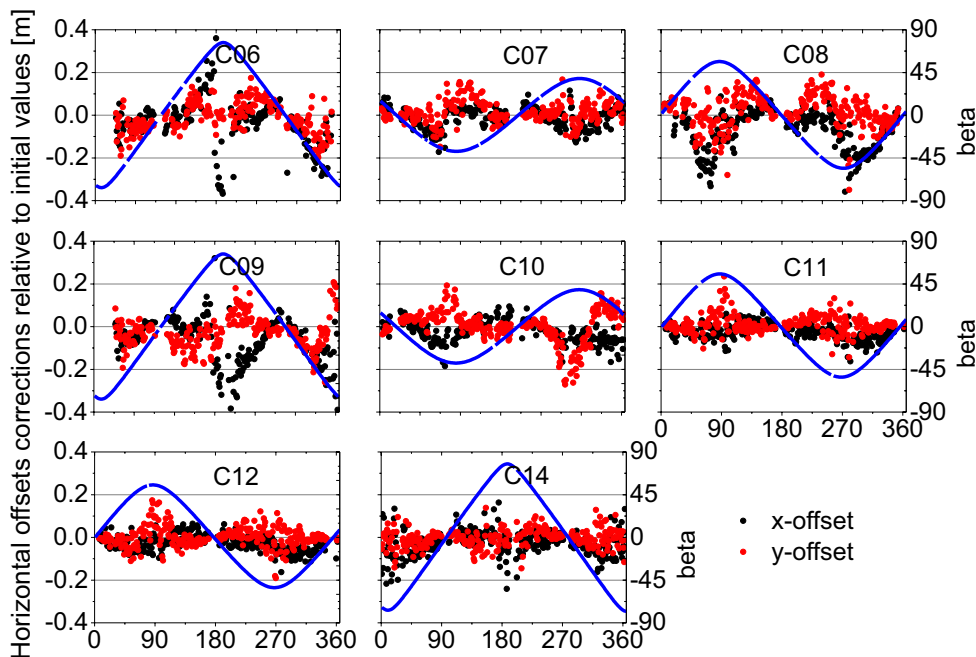 Horizontal offsets corrections relative to initial values [m]
0.4
0.2
0.0
-0.2
-0.4
C06
C07
C08
90
45
0
-45
-90
beta
0.4
0.2
0.0
-0.2
-0.4
C09
C10
C11
90
45
0
-45
-90
beta
0 90 180 270 360
0.4
0.2
0.0
-0.2
-0.4
C12
C14
90
45
0
-45
-90
beta
0 90 180 270 360
0 90 180 270 360
x-offset
y-offset